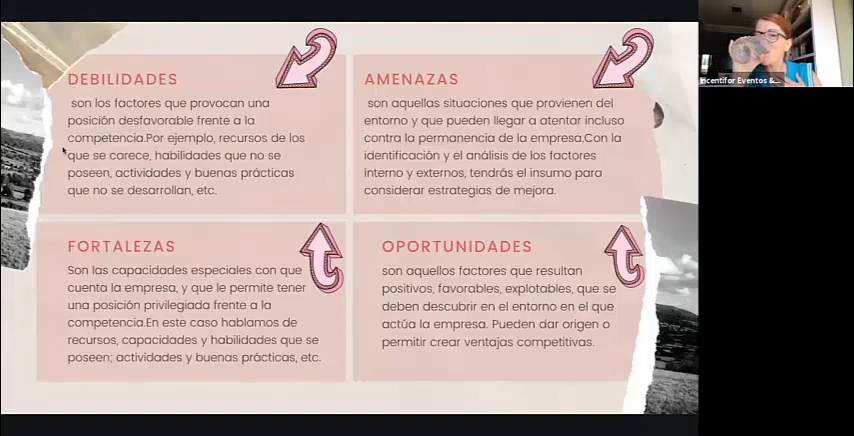 DEBILIDADES
son los factores que provocan una
posición desfavorable frente a la
competencia.Por ejemplo, recursos de los
que se carece, habilidades que no se
poseen, actividades y buenas prácticas
que no se desarrollan, etc.
AMENAZAS
son aquellas situaciones que provienen del
entorno y que pueden llegar a atentar incluso
contra la permanencia de la empresa.Con la
identificación y el análisis de los factores
interno y externos, tendrás el insumo para
considerar estrategias de mejora.
FORTALEZAS
Son las capacidades especiales con que
cuenta la empresa, y que le permite tener
una posición privilegiada frente a la
competencia.En este caso hablamos de
recursos, capacidades y habilidades que se
poseen; actividades y buenas prácticas, etc.
OPORTUNIDADES
son aquellos factores que resultan
positivos, favorables, explotables, que se
deben descubrir en el entorno en el que
actúa la empresa. Pueden dar origen o
permitir crear ventajas competitivas.
Incentifor Eventos &...